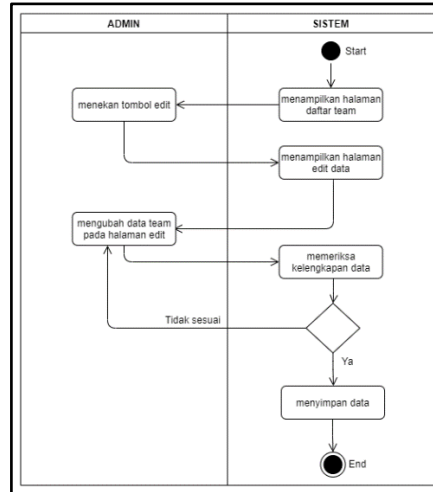 ADMIN
SISTEM
Start
menampilkan halaman
daftar team
menekan tombol edit
menampilkan halaman
edit data
mengubah data team
pada halaman edit
memeriksa
kelengkapan data
Tidak sesuai
Ya
menyimpan data
End